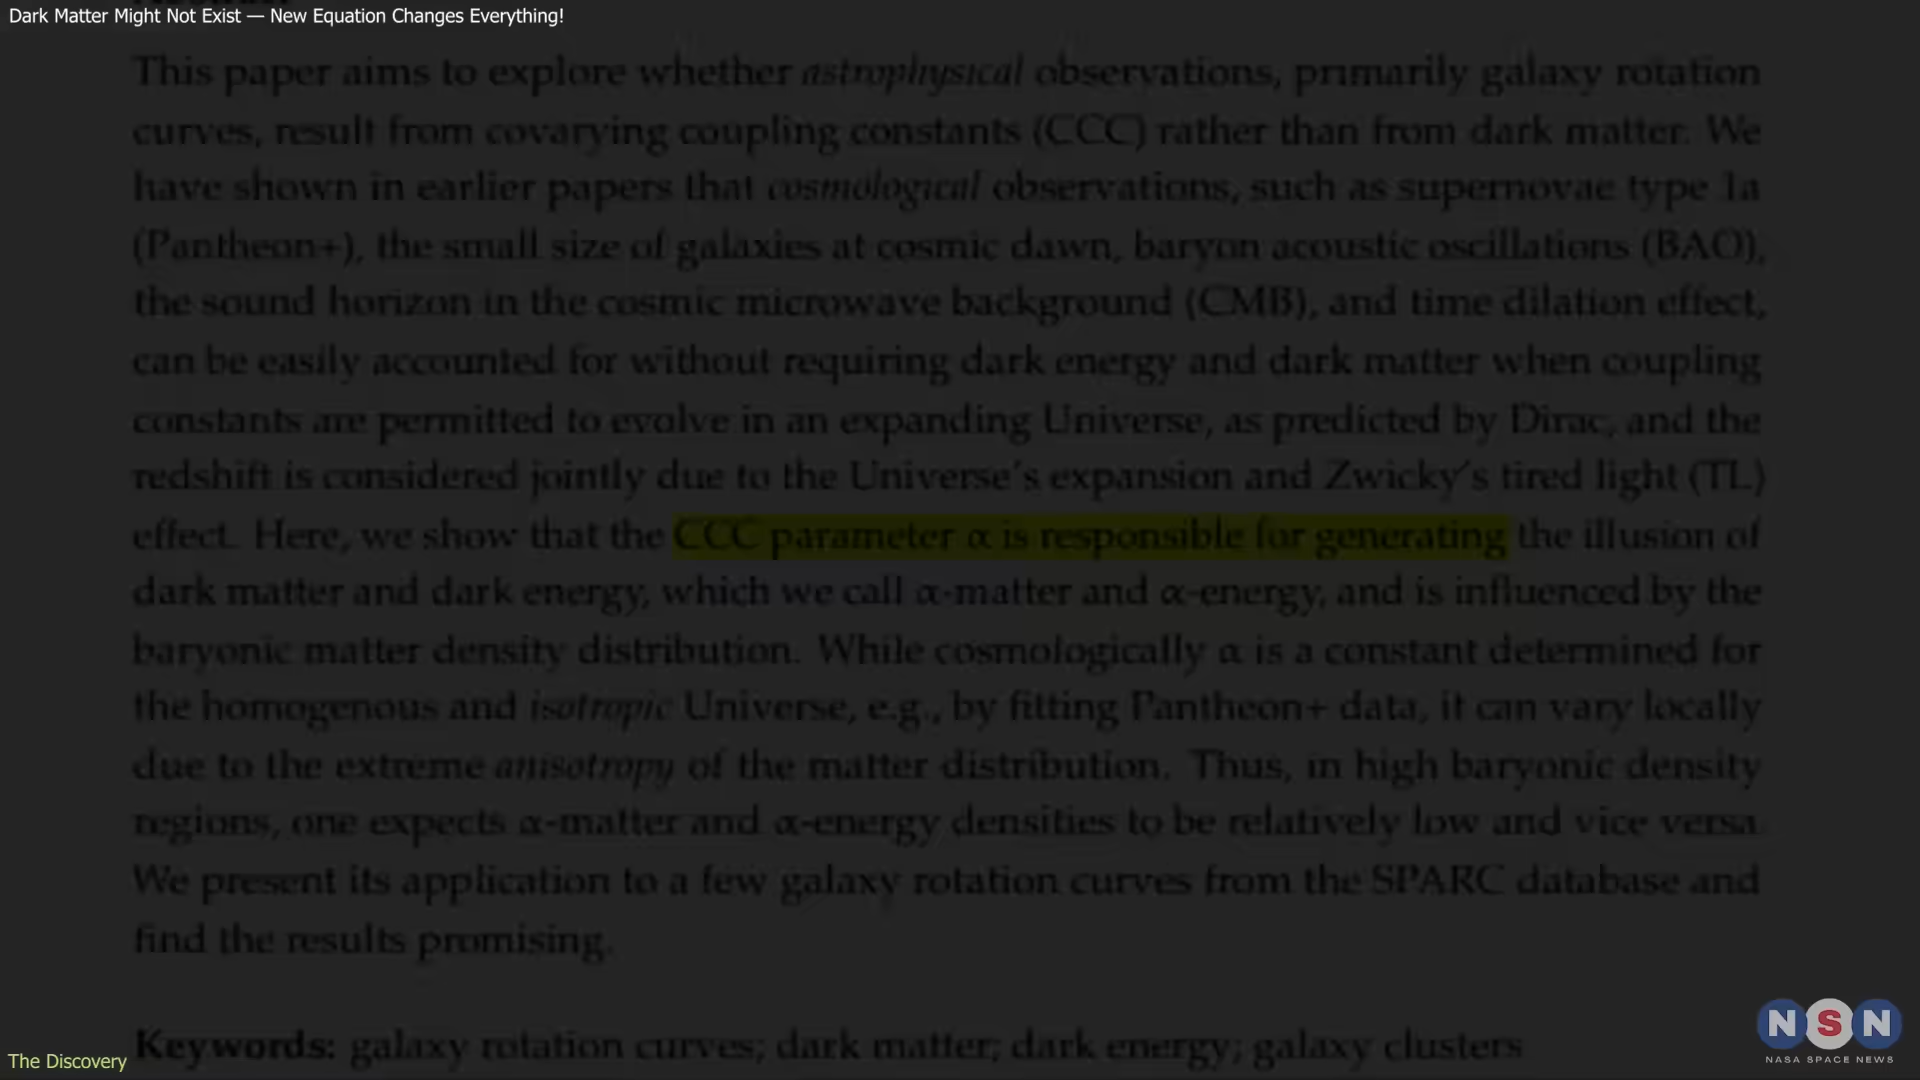 Dark Matter Might Not Exist — New Equation Changes Everything!
This paper aims to explore whether astrophysical observations, primarily galaxy rotation
curves, result from covarying coupling constants (CCC) rather than from dark matter. We
have shown in earlier papers that cosmological observations, such as supernovae type 1a
(Pantheon+), the small size of galaxies at cosmic dawn, baryon acoustic oscillations (BAO),
the sound horizon in the cosmic microwave background (CMB), and time dilation effect,
can be easily accounted for without requiring dark energy and dark matter when coupling
constants are permitted to evolve in an expanding Universe, as predicted by Dirac, and the
redshift is considered jointly due to the Universe's expansion and Zwicky's tired light (TL)
effect. Here, we show that the CCC parameter α is responsible for generating the illusion of
dark matter and dark energy, which we call α-matter and α-energy, and is influenced by the
baryonic matter density distribution. While cosmologically α is a constant determined for
the homogenous and isotropic Universe, e.g., by fitting Pantheon+ data, it can vary locally
due to the extreme anisotropy of the matter distribution. Thus, in high baryonic density
regions, one expects α-matter and α-energy densities to be relatively low and vice versa.
We present its application to a few galaxy rotation curves from the SPARC database and
find the results promising.
Keywords: galaxy rotation curves; dark matter; dark energy; galaxy clusters
The Discovery
NSN
NASA SPACE NEWS